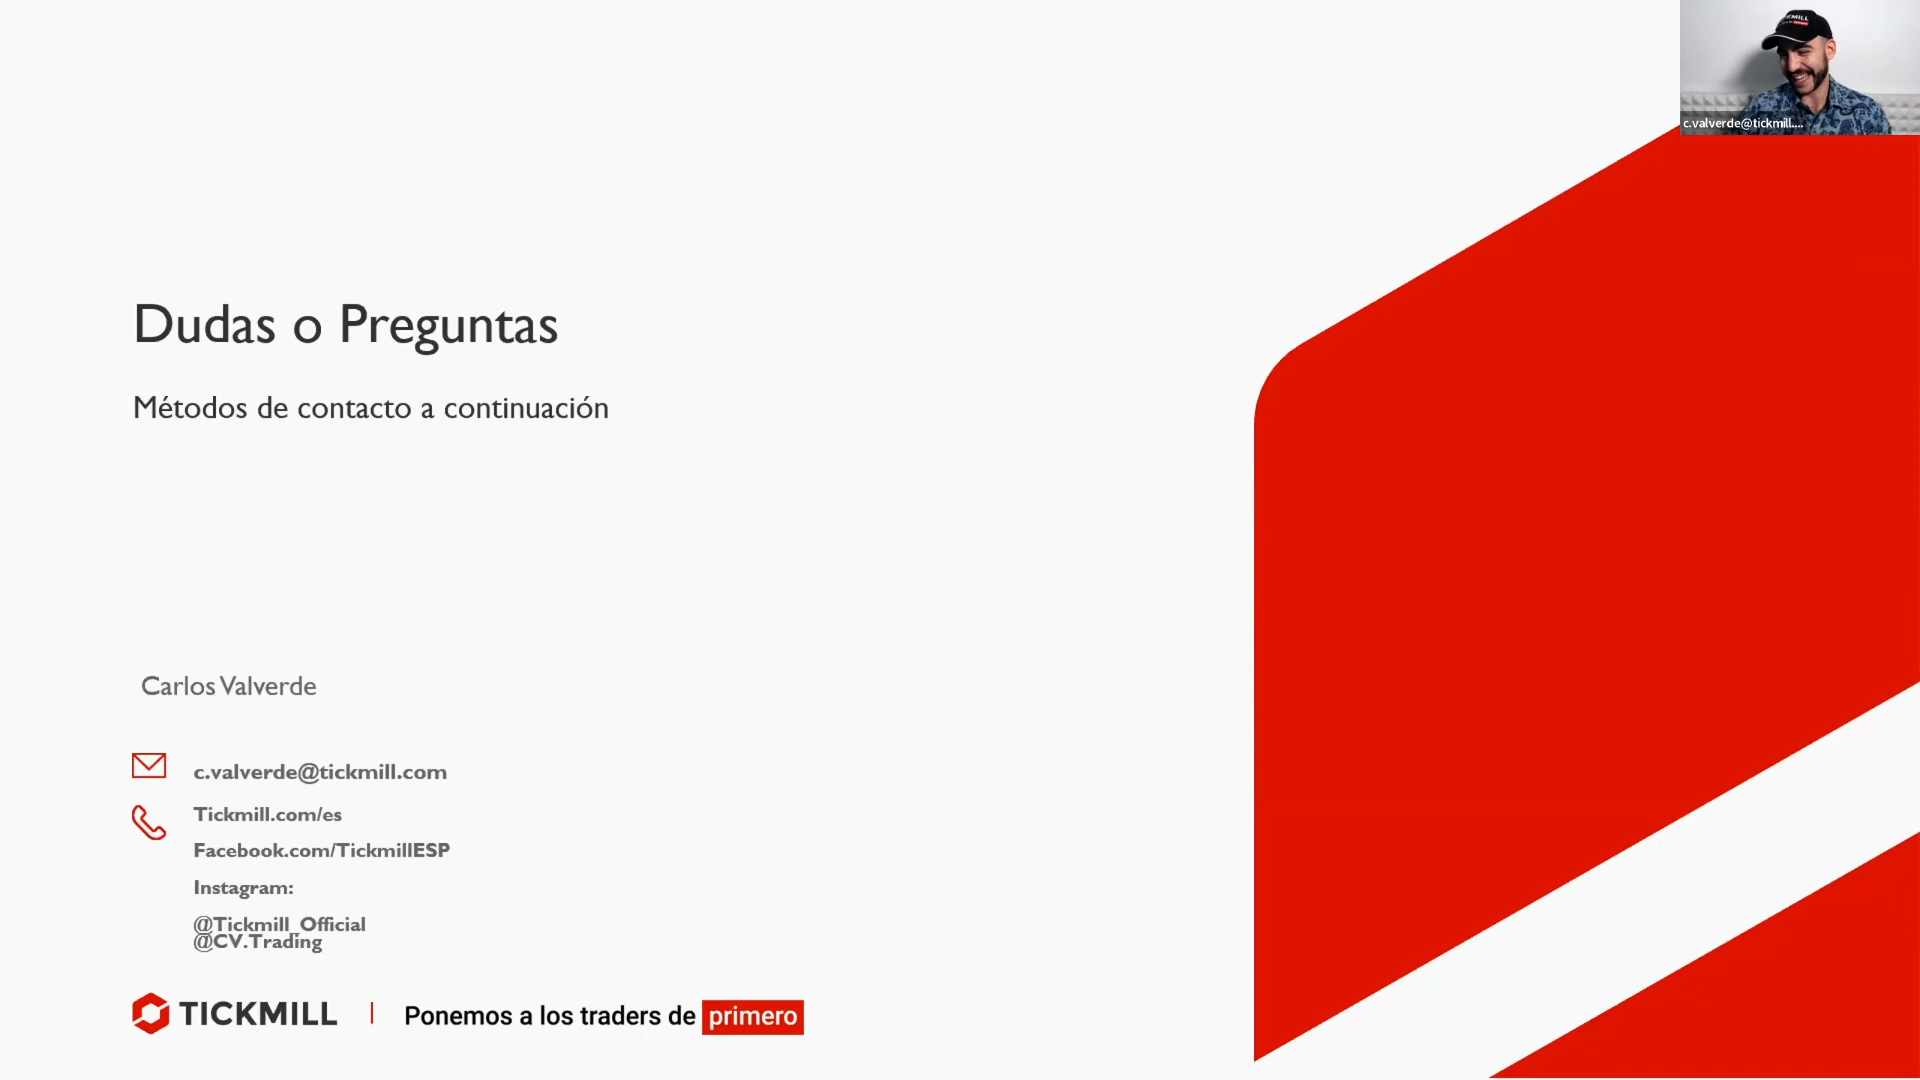 Dudas o Preguntas
Métodos de contacto a continuación
Carlos Valverde
c.valverde@tickmill.com
Tickmill.com/es
Facebook.com/TickmillESP
Instagram:
@Tickmill_Official
@CV.Trading
TICKMILL
Ponemos a los traders de primero
c.valverde@tickmill....